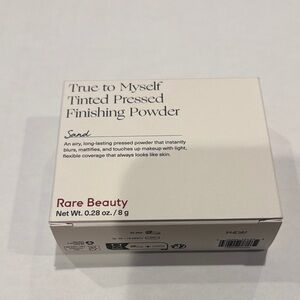 True to Myself
Tinted Pressed
Finishing Powder
Sand
An airy, long-lasting pressed powder that instantly
blurs, mattifies, and touches up makeup with light,
flexible coverage that always looks like skin.
Rare Beauty
Net Wt. 0.28 oz. / 8 g